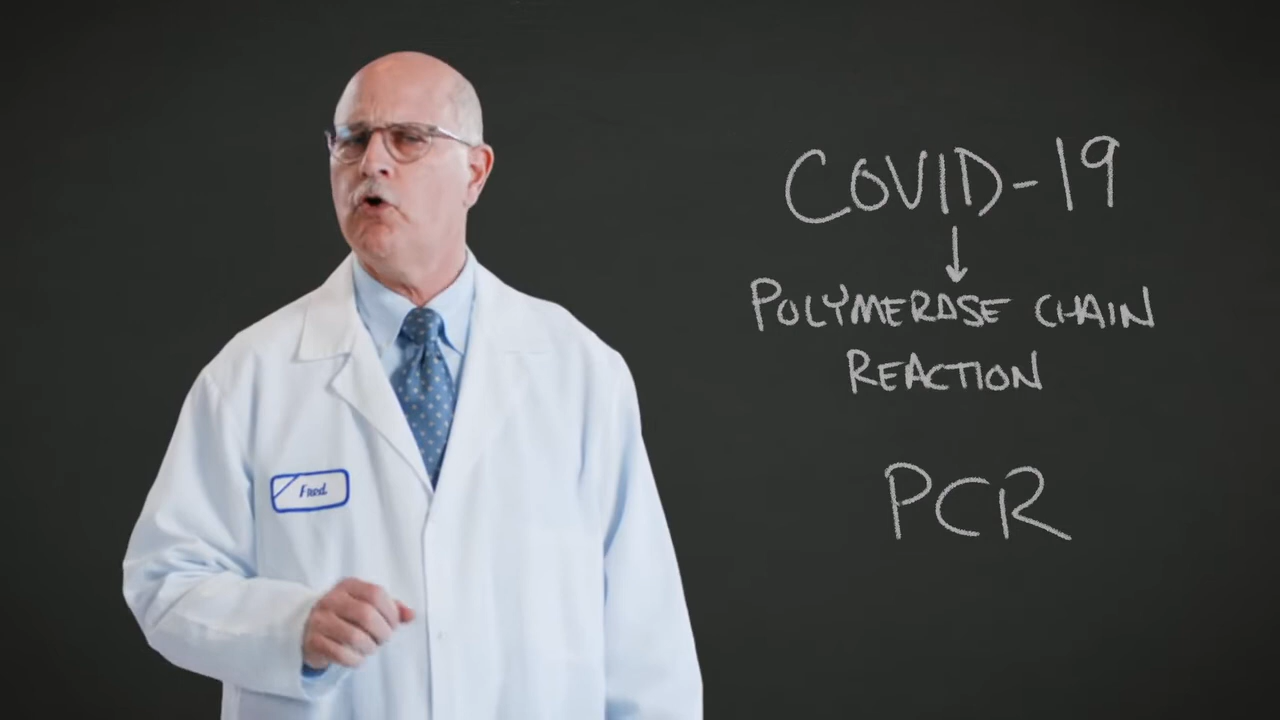 COVID-19
↓
POLYMERASE CHAIN
REACTION
PCR
Fred